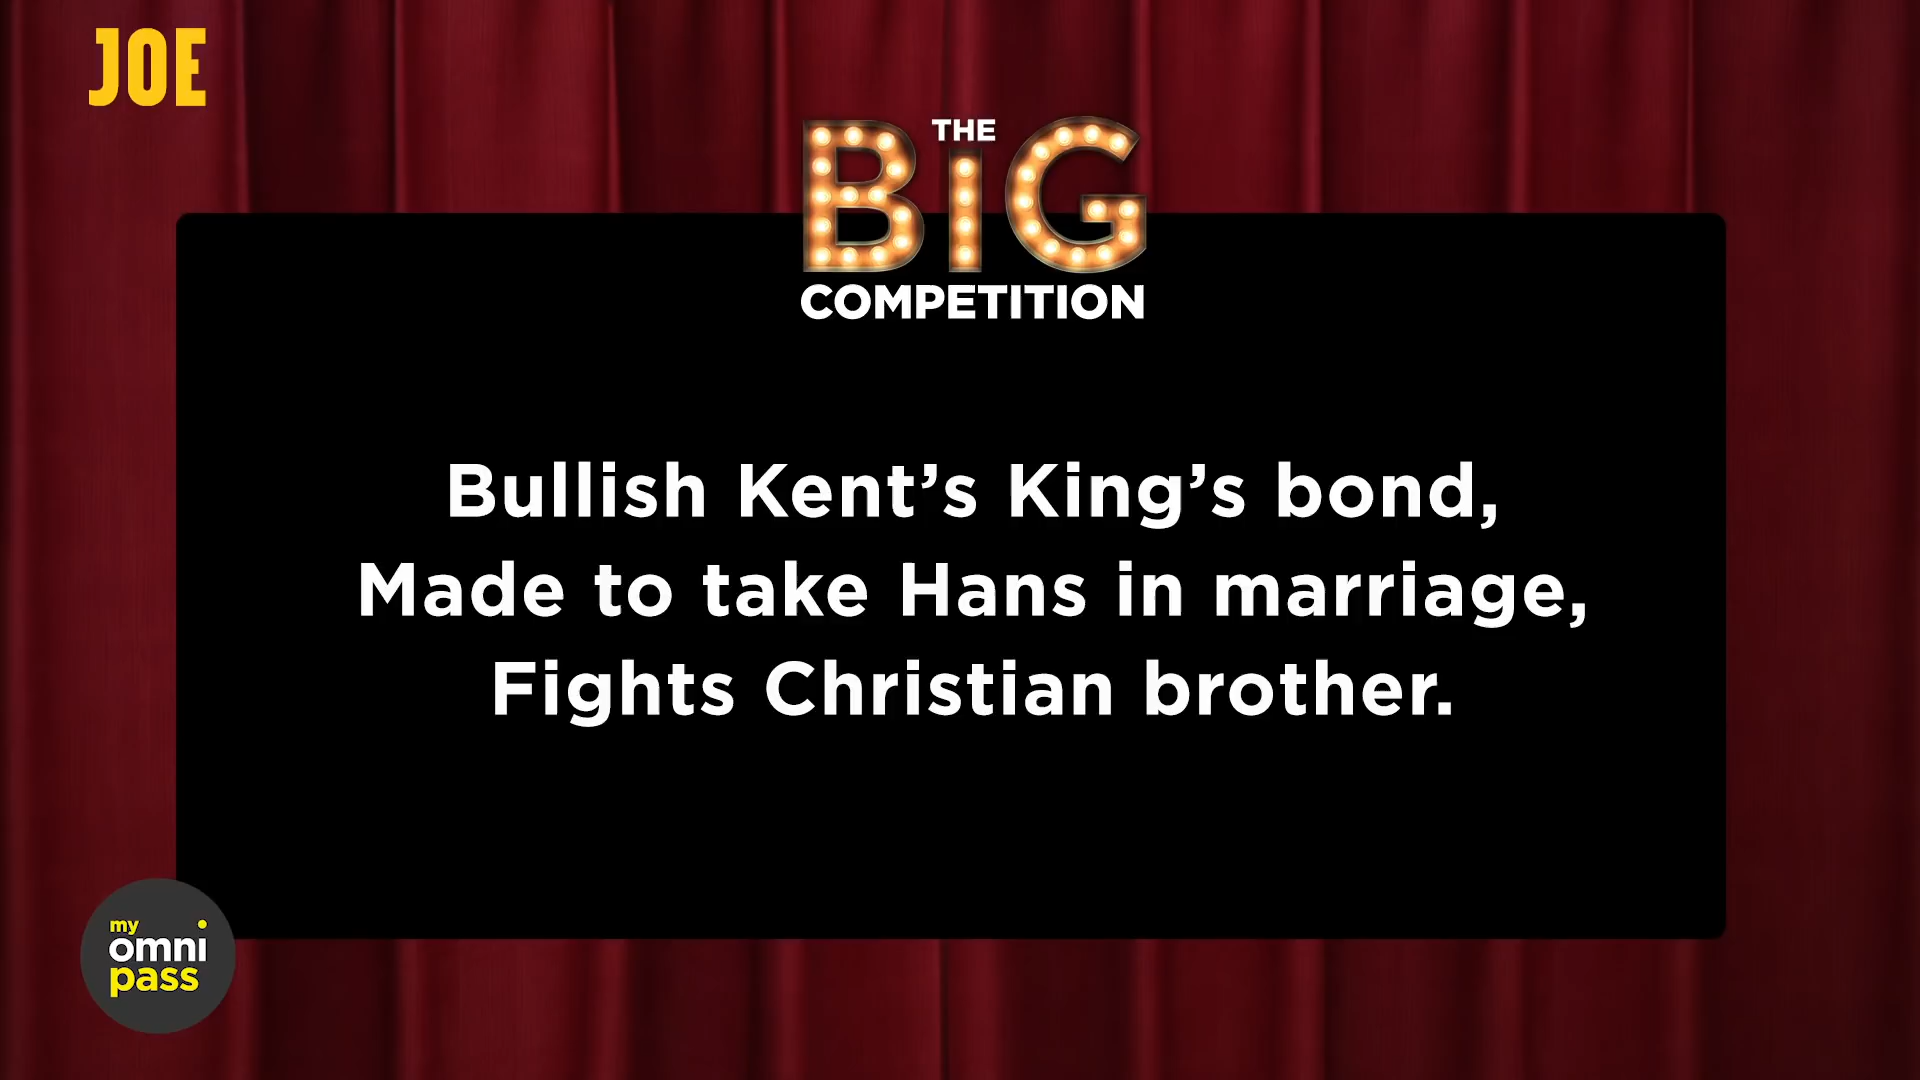 JOE
THE
BIG
COMPETITION
Bullish Kent’s King’s bond,
Made to take Hans in marriage,
Fights Christian brother.
my
omni
pass